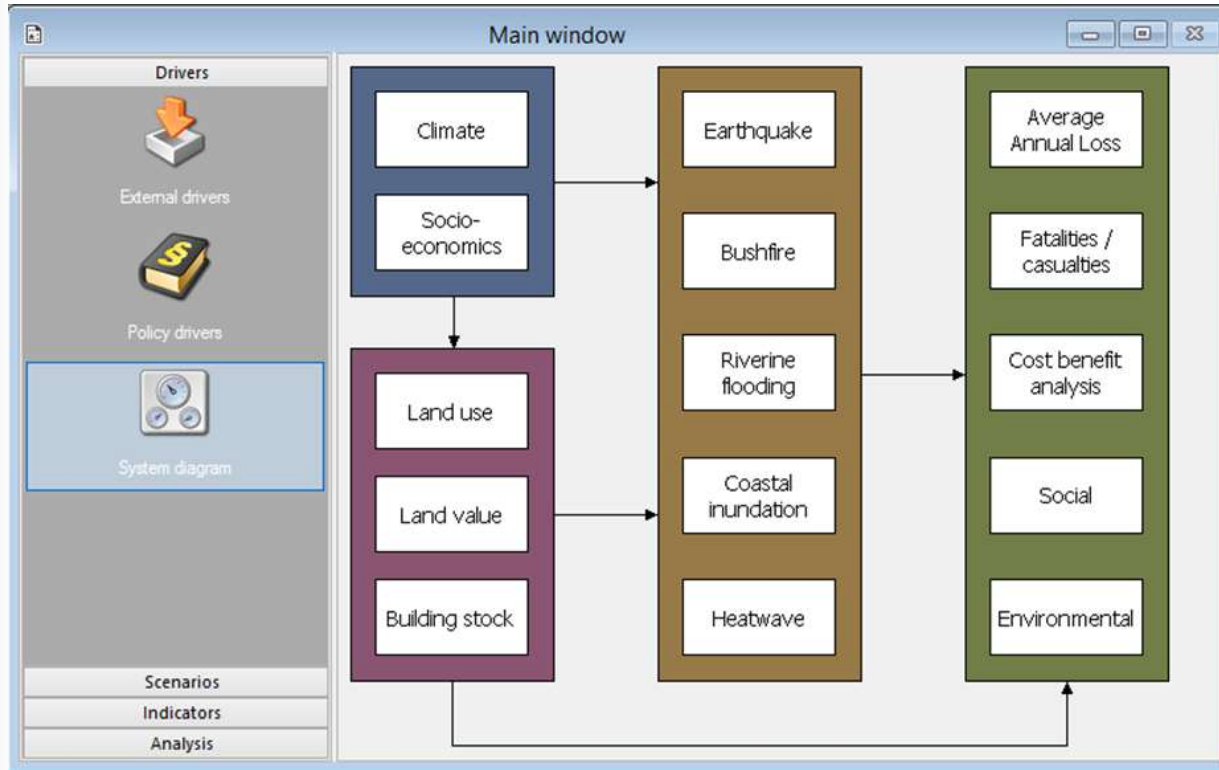 Main window
Drivers
External drivers
Policy drivers
System diagram
Scenarios
Indicators
Analysis
Climate
Socio-
economics
Land use
Land value
Building stock
Earthquake
Bushfire
Riverine
flooding
Coastal
inundation
Heatwave
Average
Annual Loss
Fatalities /
casualties
Cost benefit
analysis
Social
Environmental